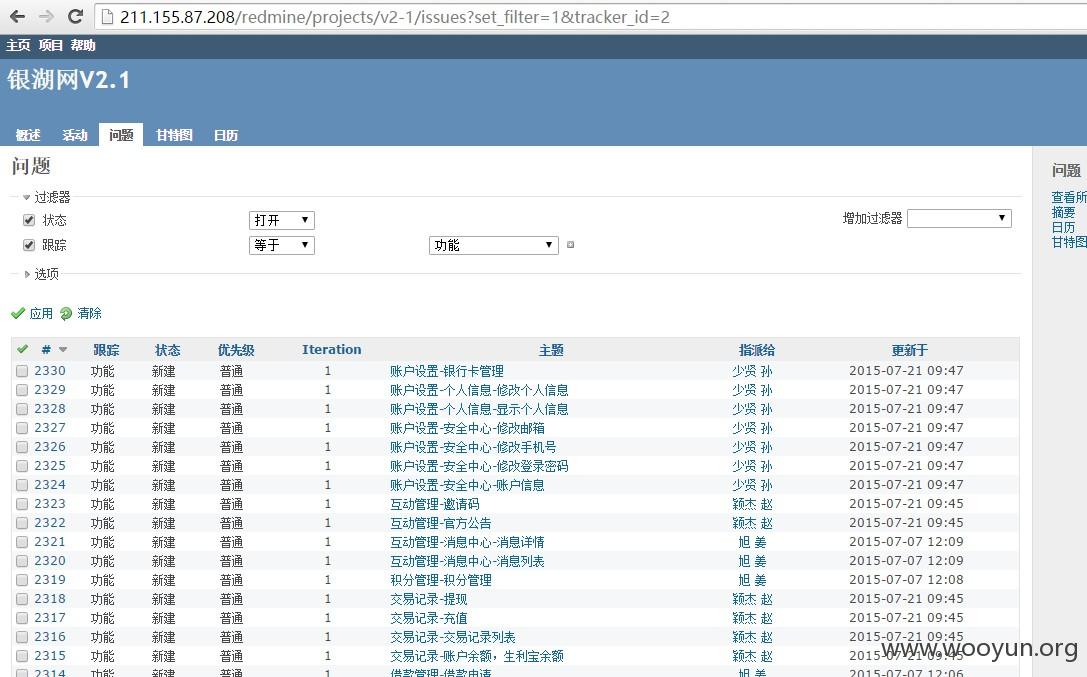 211.155.87.208/redmine/projects/v2-1/issues?set_filter=1&tracker_id=2
主页 项目 帮助
银湖网V2.1
概述 活动 问题 甘特图 日历
问题
过滤器
状态 打开 增加过滤器
跟踪 等于 功能
选项
应用 清除
问题
查看所
摘要
日历
甘特图
# 跟踪 状态 优先级 Iteration 主题 指派给 更新于
2330 功能 新建 普通 1 账户设置-银行卡管理 少贤 孙 2015-07-21 09:47
2329 功能 新建 普通 1 账户设置-个人信息-修改个人信息 少贤 孙 2015-07-21 09:47
2328 功能 新建 普通 1 账户设置-个人信息-显示个人信息 少贤 孙 2015-07-21 09:47
2327 功能 新建 普通 1 账户设置-安全中心-修改邮箱 少贤 孙 2015-07-21 09:47
2326 功能 新建 普通 1 账户设置-安全中心-修改手机号 少贤 孙 2015-07-21 09:47
2325 功能 新建 普通 1 账户设置-安全中心-修改登录密码 少贤 孙 2015-07-21 09:47
2324 功能 新建 普通 1 账户设置-安全中心-账户信息 少贤 孙 2015-07-21 09:47
2323 功能 新建 普通 1 互动管理-邀请码 颖杰 赵 2015-07-21 09:45
2322 功能 新建 普通 1 互动管理-官方公告 颖杰 赵 2015-07-21 09:45
2321 功能 新建 普通 1 互动管理-消息中心-消息详情 旭 姜 2015-07-07 12:09
2320 功能 新建 普通 1 互动管理-消息中心-消息列表 旭 姜 2015-07-07 12:09
2319 功能 新建 普通 1 积分管理-积分管理 旭 姜 2015-07-07 12:08
2318 功能 新建 普通 1 交易记录-提现 颖杰 赵 2015-07-21 09:45
2317 功能 新建 普通 1 交易记录-充值 颖杰 赵 2015-07-21 09:45
2316 功能 新建 普通 1 交易记录-交易记录列表 颖杰 赵 2015-07-21 09:45
2315 功能 新建 普通 1 交易记录-账户余额，生利宝余额 颖杰 赵 2015-07-21 09:45
2314 功能 新建 普通 1 借款管理-借款申请 旭 姜 2015-07-07 12:06
www.wooyun.org